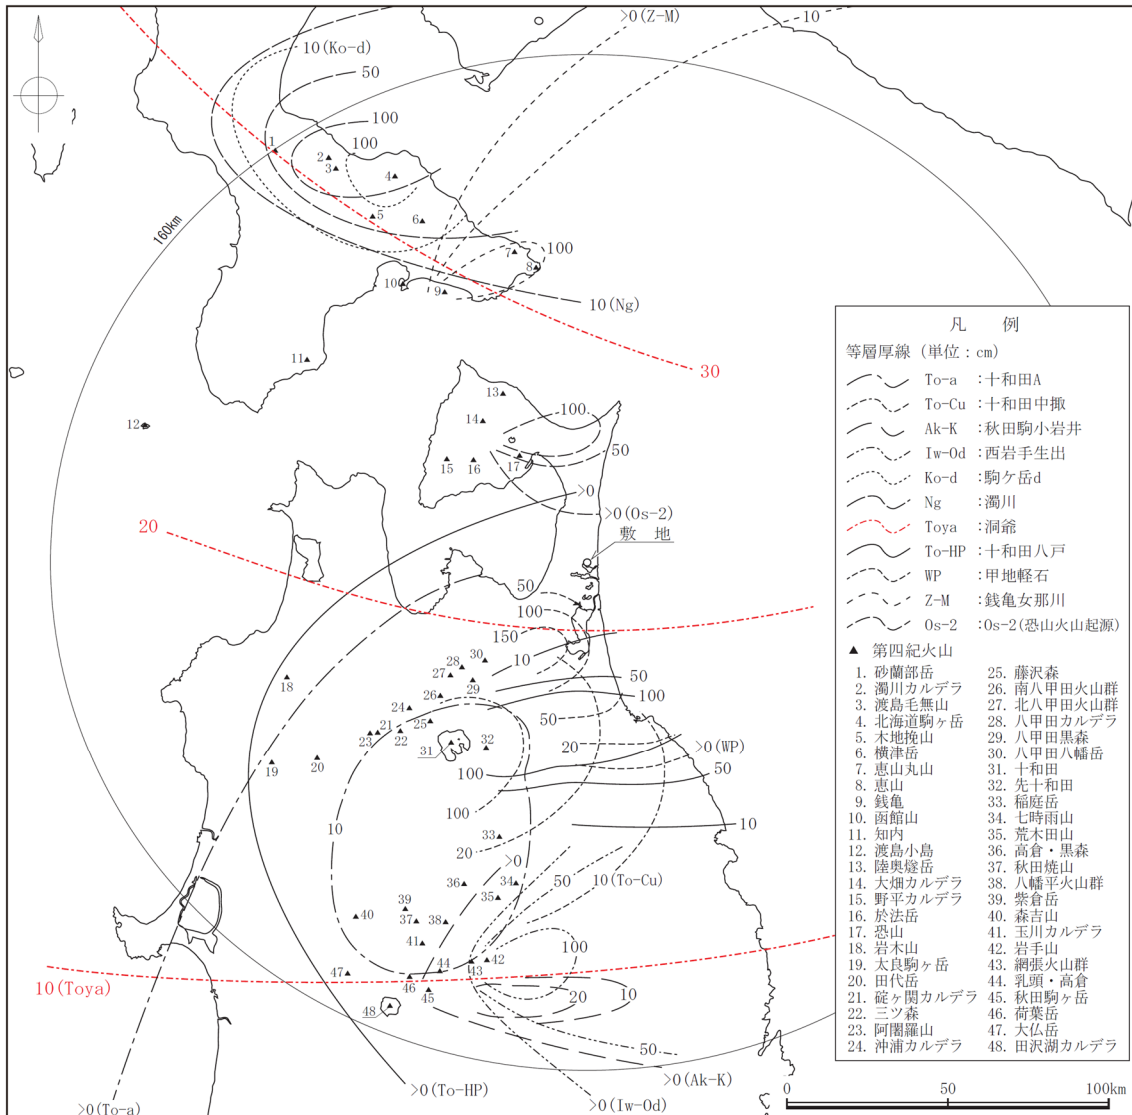 >0(Z-M)
10
10(Ko-d)
50
100
100
1
2
3
4
5
6
160km
7
100
8
10
9
10(Ng)
11
30
12
13
14
100
50
15
16
17
>0
>0(Os-2)
20
敷 地
50
100
150
10
30
28
27
29
50
100
18
26
24
25
50
21
23
22
31
32
20
>0(WP)
50
19
20
100
100
10
10
33
20
>0
50
10(To-Cu)
36
34
35
39
37
38
40
41
100
42
43
44
47
46
45
20
10
10(Toya)
48
50
>0(To-HP)
>0(Ak-K)
>0(Iw-Od)
>0(To-a)
凡 例
等層厚線 (単位：cm)
To-a ：十和田A
To-Cu ：十和田中掫
Ak-K ：秋田駒小岩井
Iw-Od ：西岩手生出
Ko-d ：駒ケ岳d
Ng ：濁川
Toya ：洞爺
To-HP ：十和田八戸
WP ：甲地軽石
Z-M ：銭亀女那川
Os-2 ：Os-2(恐山火山起源)
▲ 第四紀火山
1. 砂蘭部岳
2. 濁川カルデラ
3. 渡島毛無山
4. 北海道駒ヶ岳
5. 木地挽山
6. 横津岳
7. 恵山丸山
8. 恵山
9. 銭亀
10. 函館山
11. 知内
12. 渡島小島
13. 陸奥燧岳
14. 大畑カルデラ
15. 野平カルデラ
16. 於法岳
17. 恐山
18. 岩木山
19. 太良駒ヶ岳
20. 田代岳
21. 碇ヶ関カルデラ
22. 三ツ森
23. 阿闍羅山
24. 沖浦カルデラ
25. 藤沢森
26. 南八甲田火山群
27. 北八甲田火山群
28. 八甲田カルデラ
29. 八甲田黒森
30. 八甲田八幡岳
31. 十和田
32. 先十和田
33. 稲庭岳
34. 七時雨山
35. 荒木田山
36. 高倉・黒森
37. 秋田焼山
38. 八幡平火山群
39. 柴倉岳
40. 森吉山
41. 玉川カルデラ
42. 岩手山
43. 網張火山群
44. 乳頭・高倉
45. 秋田駒ヶ岳
46. 荷葉岳
47. 大仏岳
48. 田沢湖カルデラ
0
50
100km